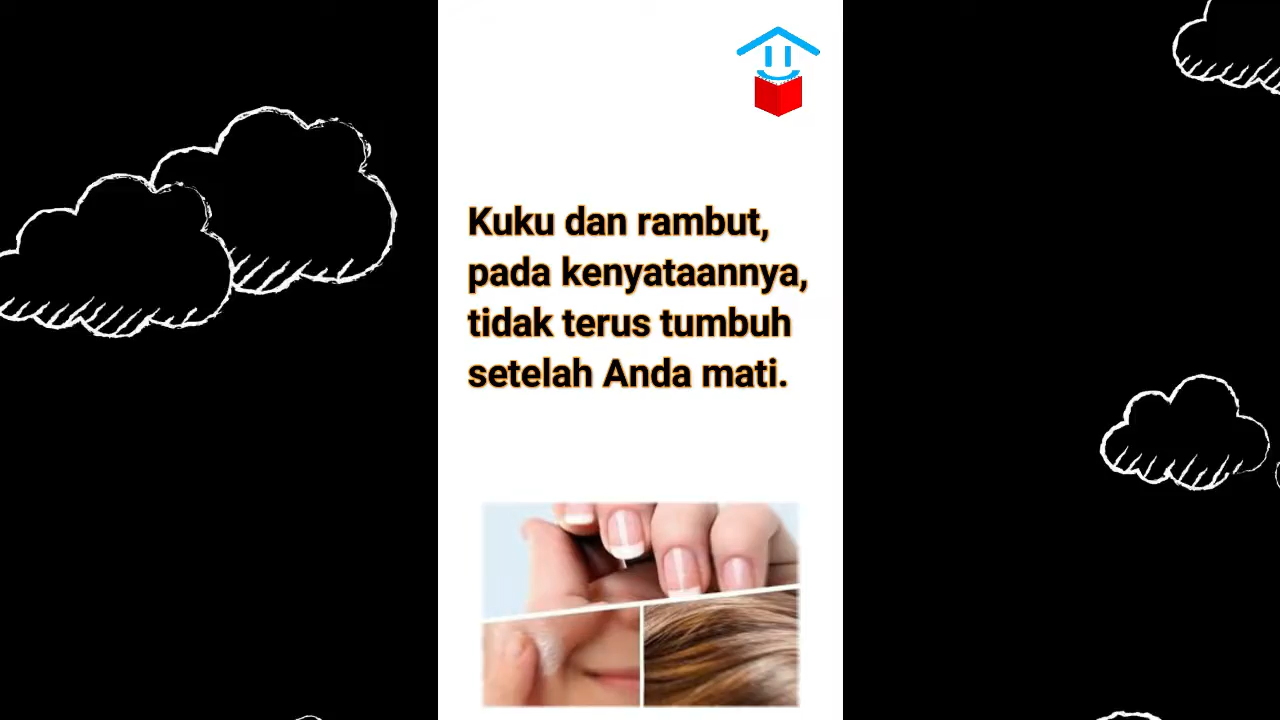 Kuku dan rambut,
pada kenyataannya,
tidak terus tumbuh
setelah Anda mati.